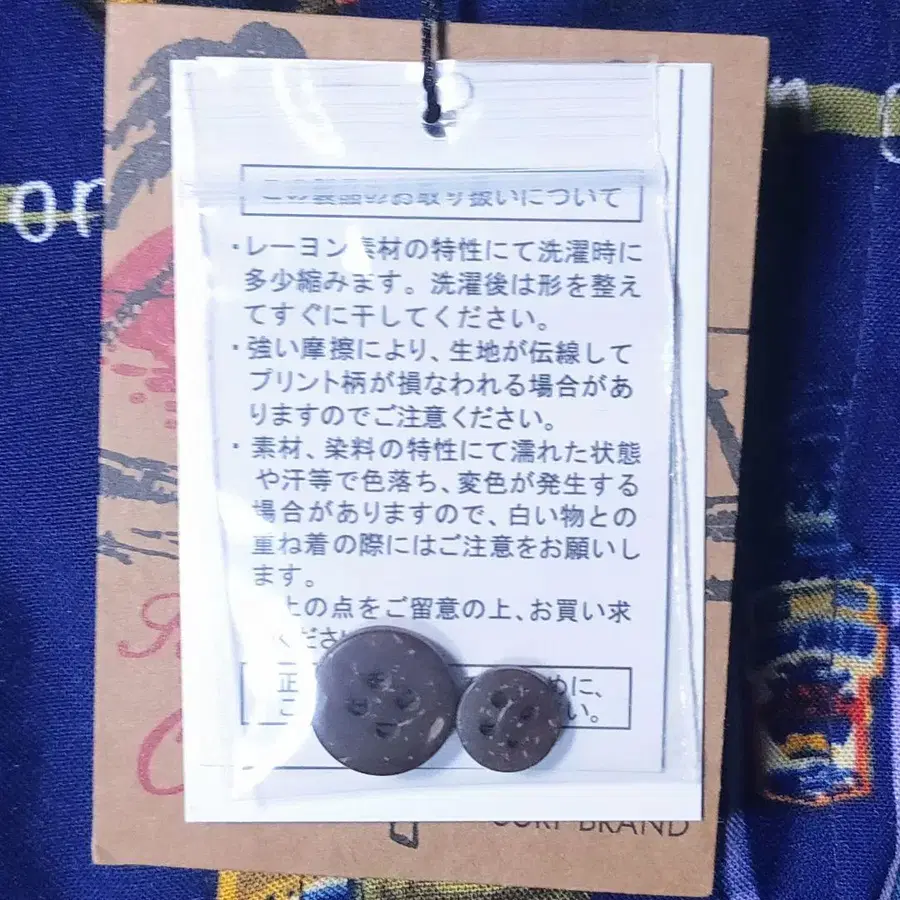 この製品のお取り扱いについて
・レーヨン素材の特性にて洗濯時に
多少縮みます。洗濯後は形を整え
てすぐに干してください。
・強い摩擦により、生地が伝線して
プリント柄が損なわれる場合があ
りますのでご注意ください。
・素材、染料の特性にて濡れた状態
や汗等で色落ち、変色が発生する
場合がありますので、白い物との
重ね着の際にはご注意をお願いし
ます。
上の点をご留意の上、お買い求
くださ
正 めに、
こ い。
or
BRAND